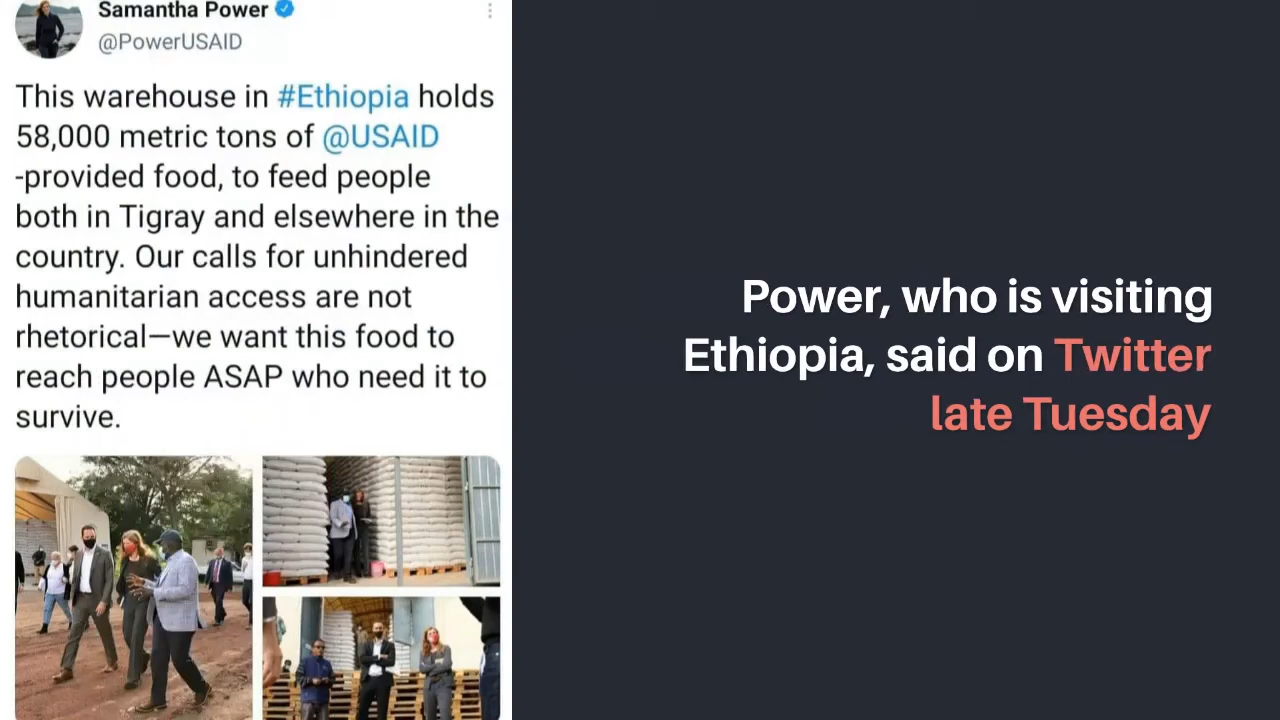 Samantha Power
@PowerUSAID
This warehouse in #Ethiopia holds
58,000 metric tons of @USAID
-provided food, to feed people
both in Tigray and elsewhere in the
country. Our calls for unhindered
humanitarian access are not
rhetorical—we want this food to
reach people ASAP who need it to
survive.
Power, who is visiting
Ethiopia, said on Twitter
late Tuesday